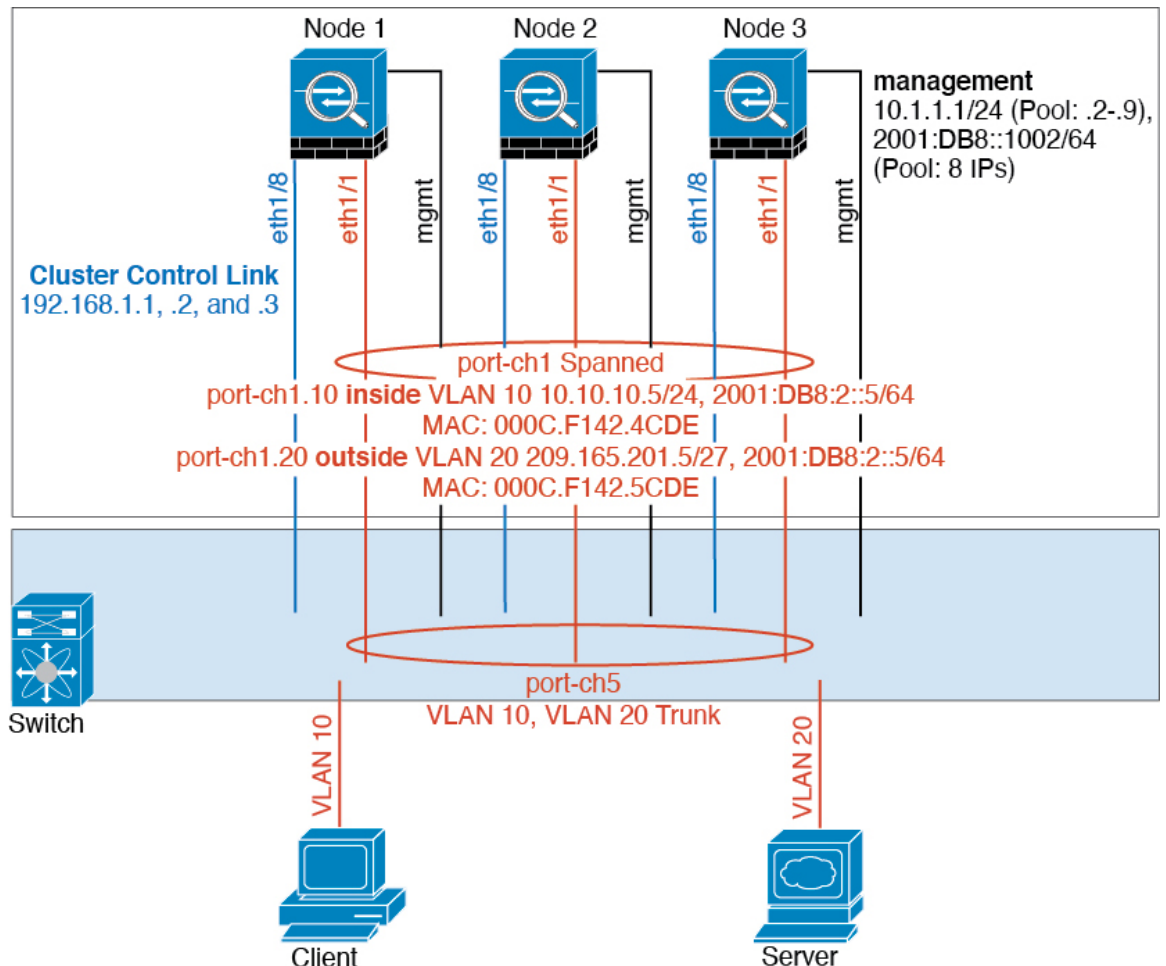 Node 1
Node 2
Node 3
management
10.1.1.1/24 (Pool: .2-.9),
2001:DB8::1002/64
(Pool: 8 IPs)
eth1/8
eth1/1
mgmt
eth1/8
eth1/1
mgmt
eth1/8
eth1/1
mgmt
Cluster Control Link
192.168.1.1, .2, and .3
port-ch1 Spanned
port-ch1.10 inside VLAN 10 10.10.10.5/24, 2001:DB8:2::5/64
MAC: 000C.F142.4CDE
port-ch1.20 outside VLAN 20 209.165.201.5/27, 2001:DB8:2::5/64
MAC: 000C.F142.5CDE
port-ch5
VLAN 10, VLAN 20 Trunk
Switch
VLAN 10
VLAN 20
Client
Server